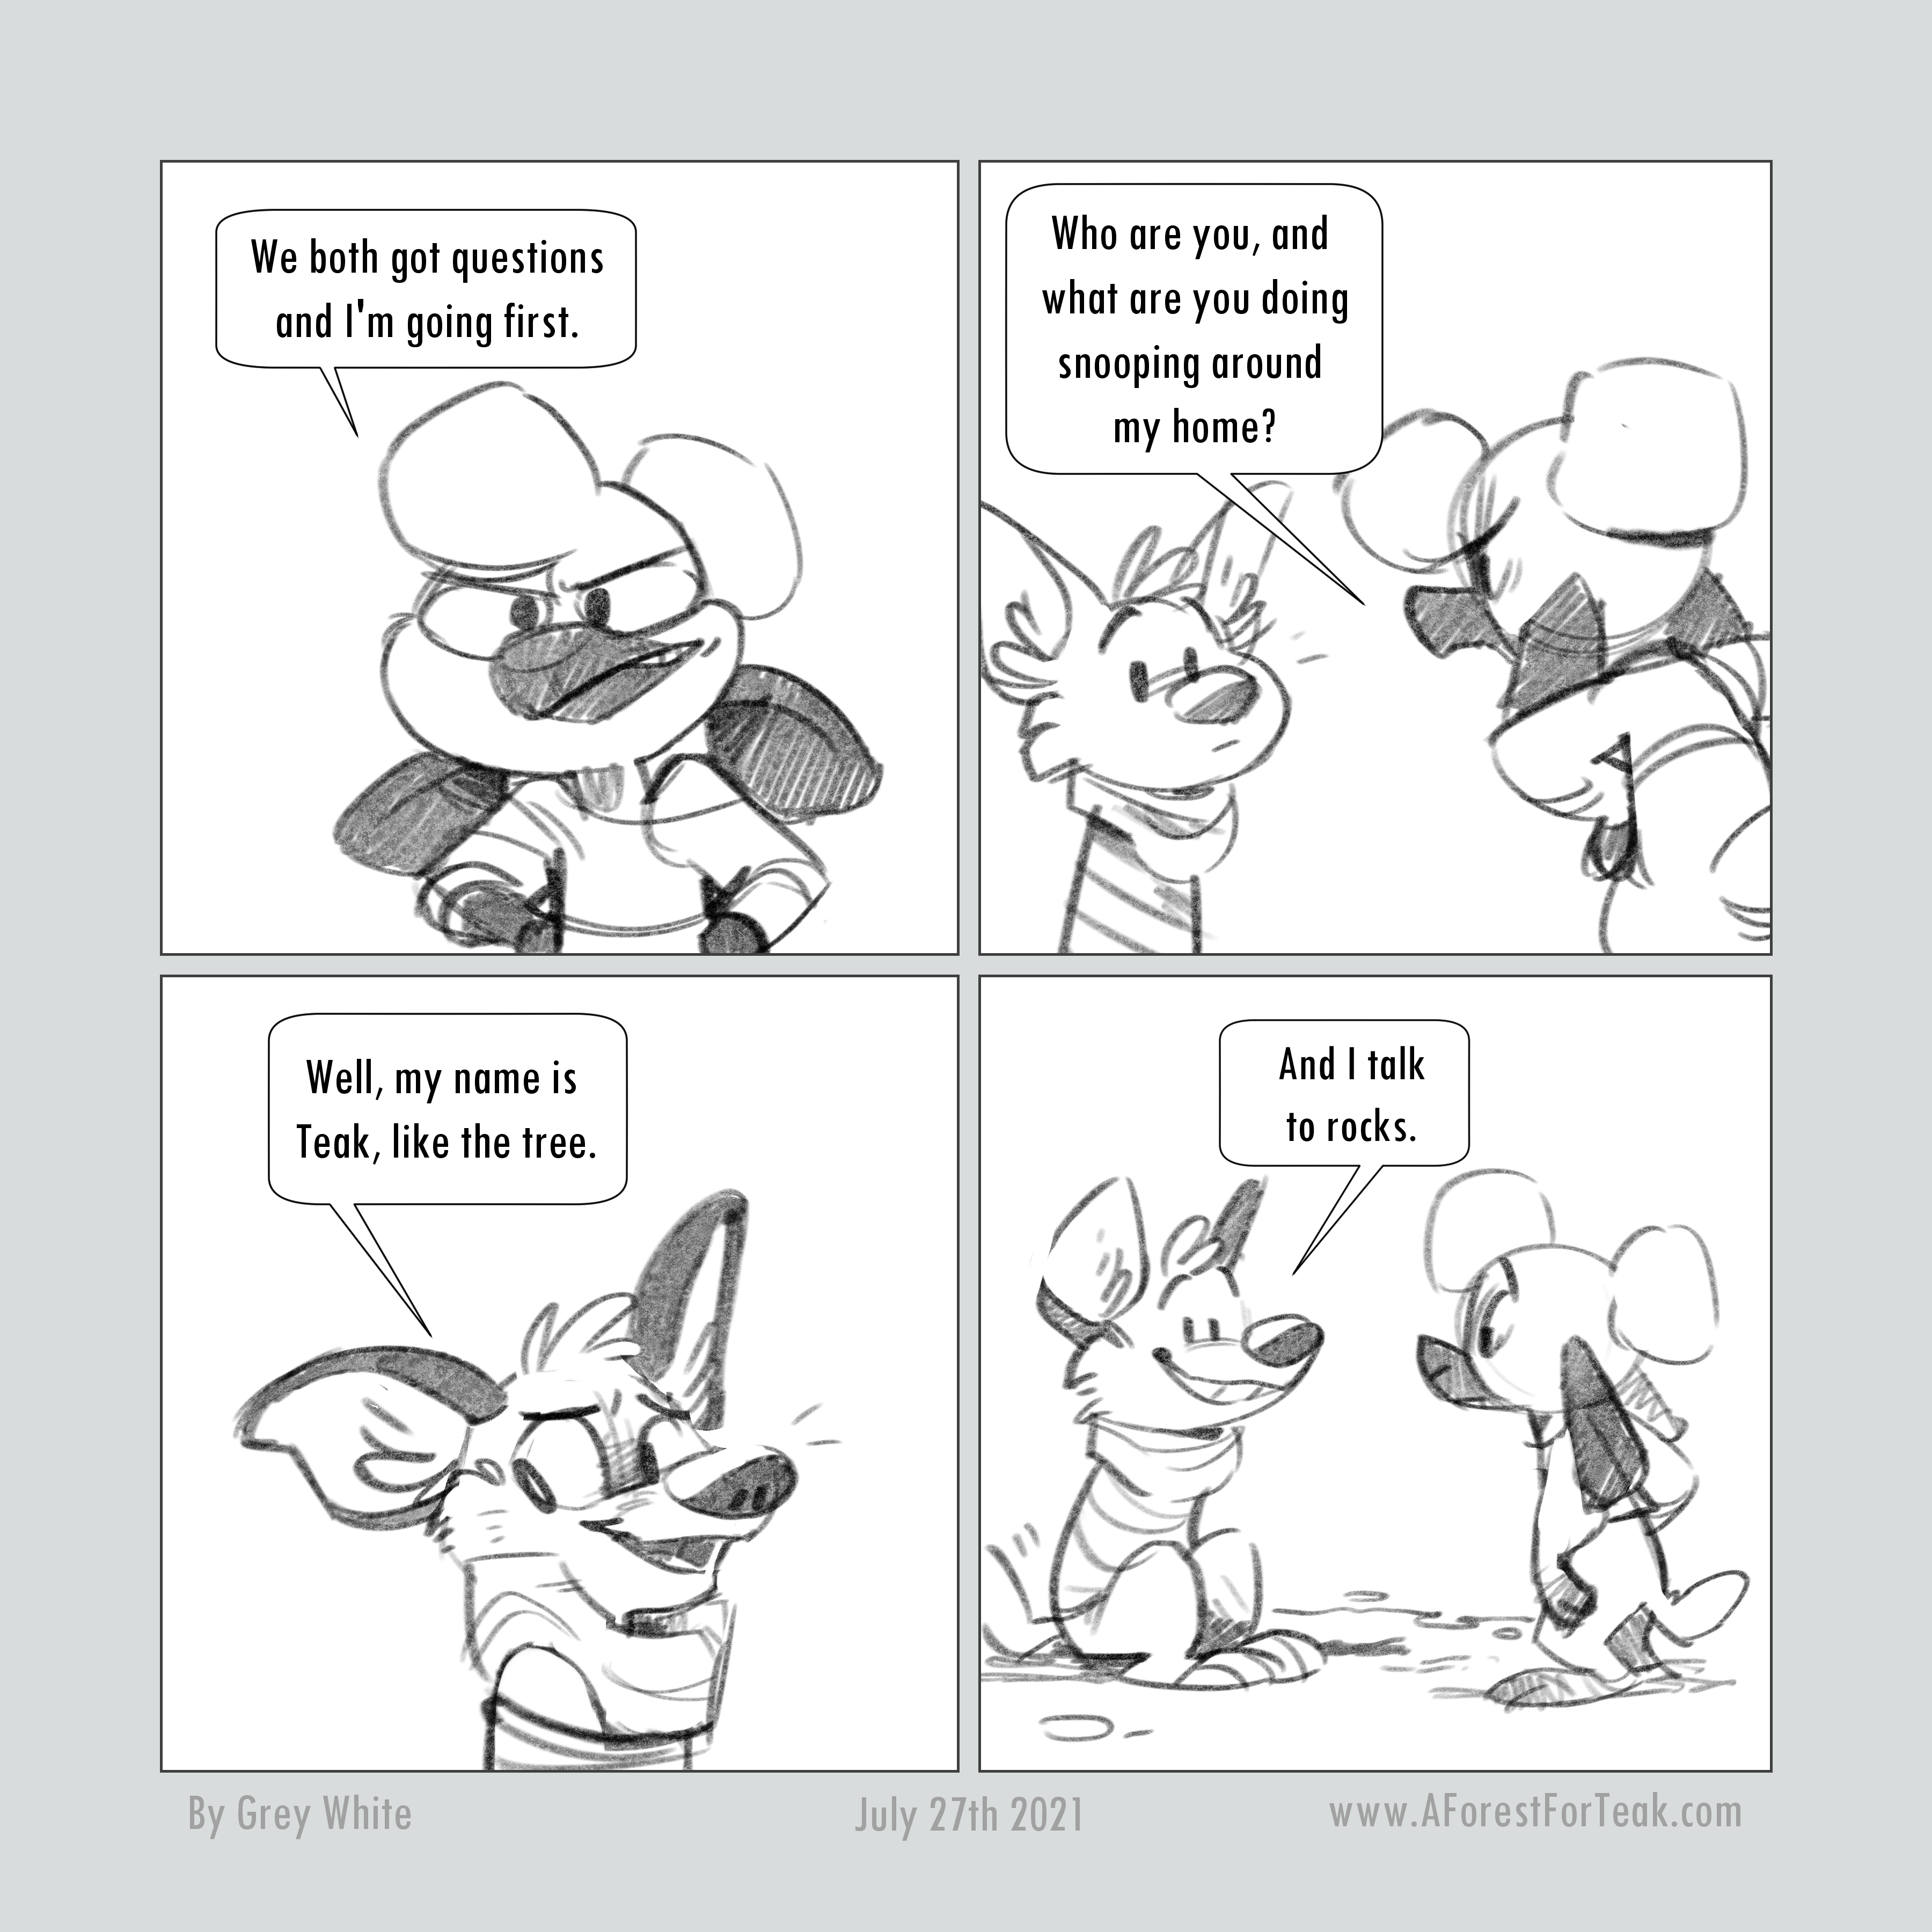 We both got questions
and I'm going first.
Who are you, and
what are you doing
snooping around
my home?
Well, my name is
Teak, like the tree.
And I talk
to rocks.
By Grey White
July 27th 2021
www.AForestForTeak.com